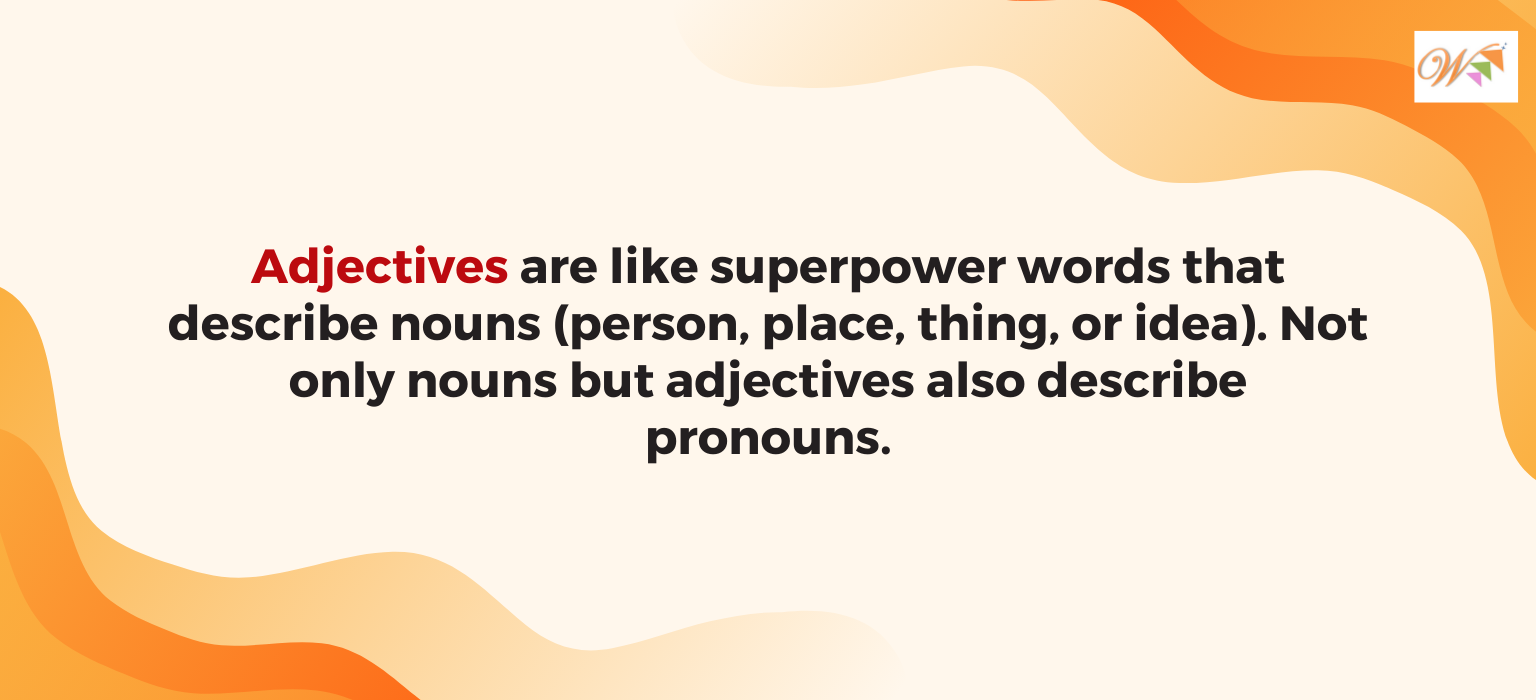 W
Adjectives are like superpower words that
describe nouns (person, place, thing, or idea). Not
only nouns but adjectives also describe
pronouns.